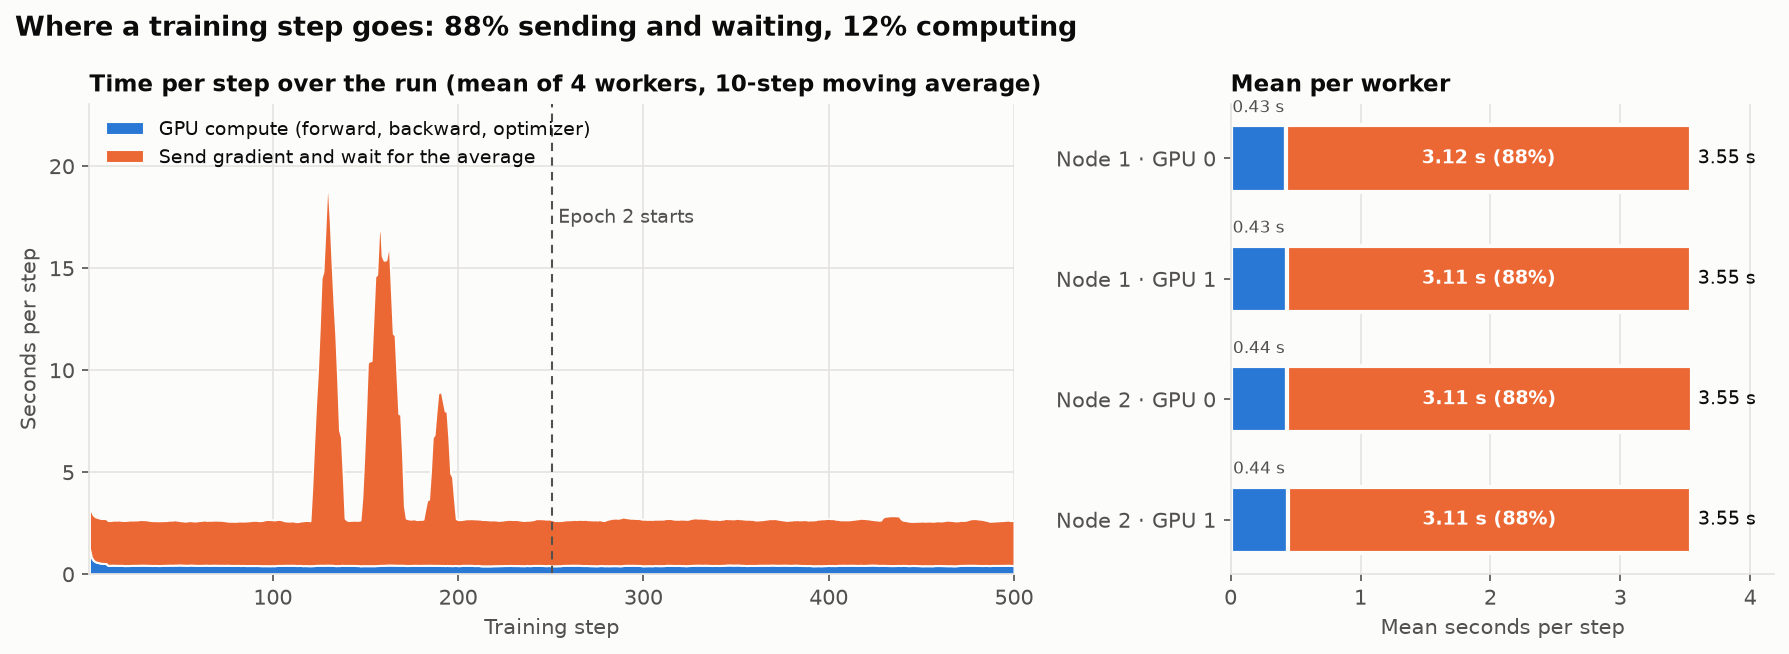 Where a training step goes: 88% sending and waiting, 12% computing
Time per step over the run (mean of 4 workers, 10-step moving average)
GPU compute (forward, backward, optimizer)
Send gradient and wait for the average
Epoch 2 starts
Seconds per step
20
15
10
5
0
100
200
300
400
500
Training step
Mean per worker
0.43 s
Node 1 · GPU 0
3.12 s (88%)
3.55 s
0.43 s
Node 1 · GPU 1
3.11 s (88%)
3.55 s
0.44 s
Node 2 · GPU 0
3.11 s (88%)
3.55 s
0.44 s
Node 2 · GPU 1
3.11 s (88%)
3.55 s
0
1
2
3
4
Mean seconds per step